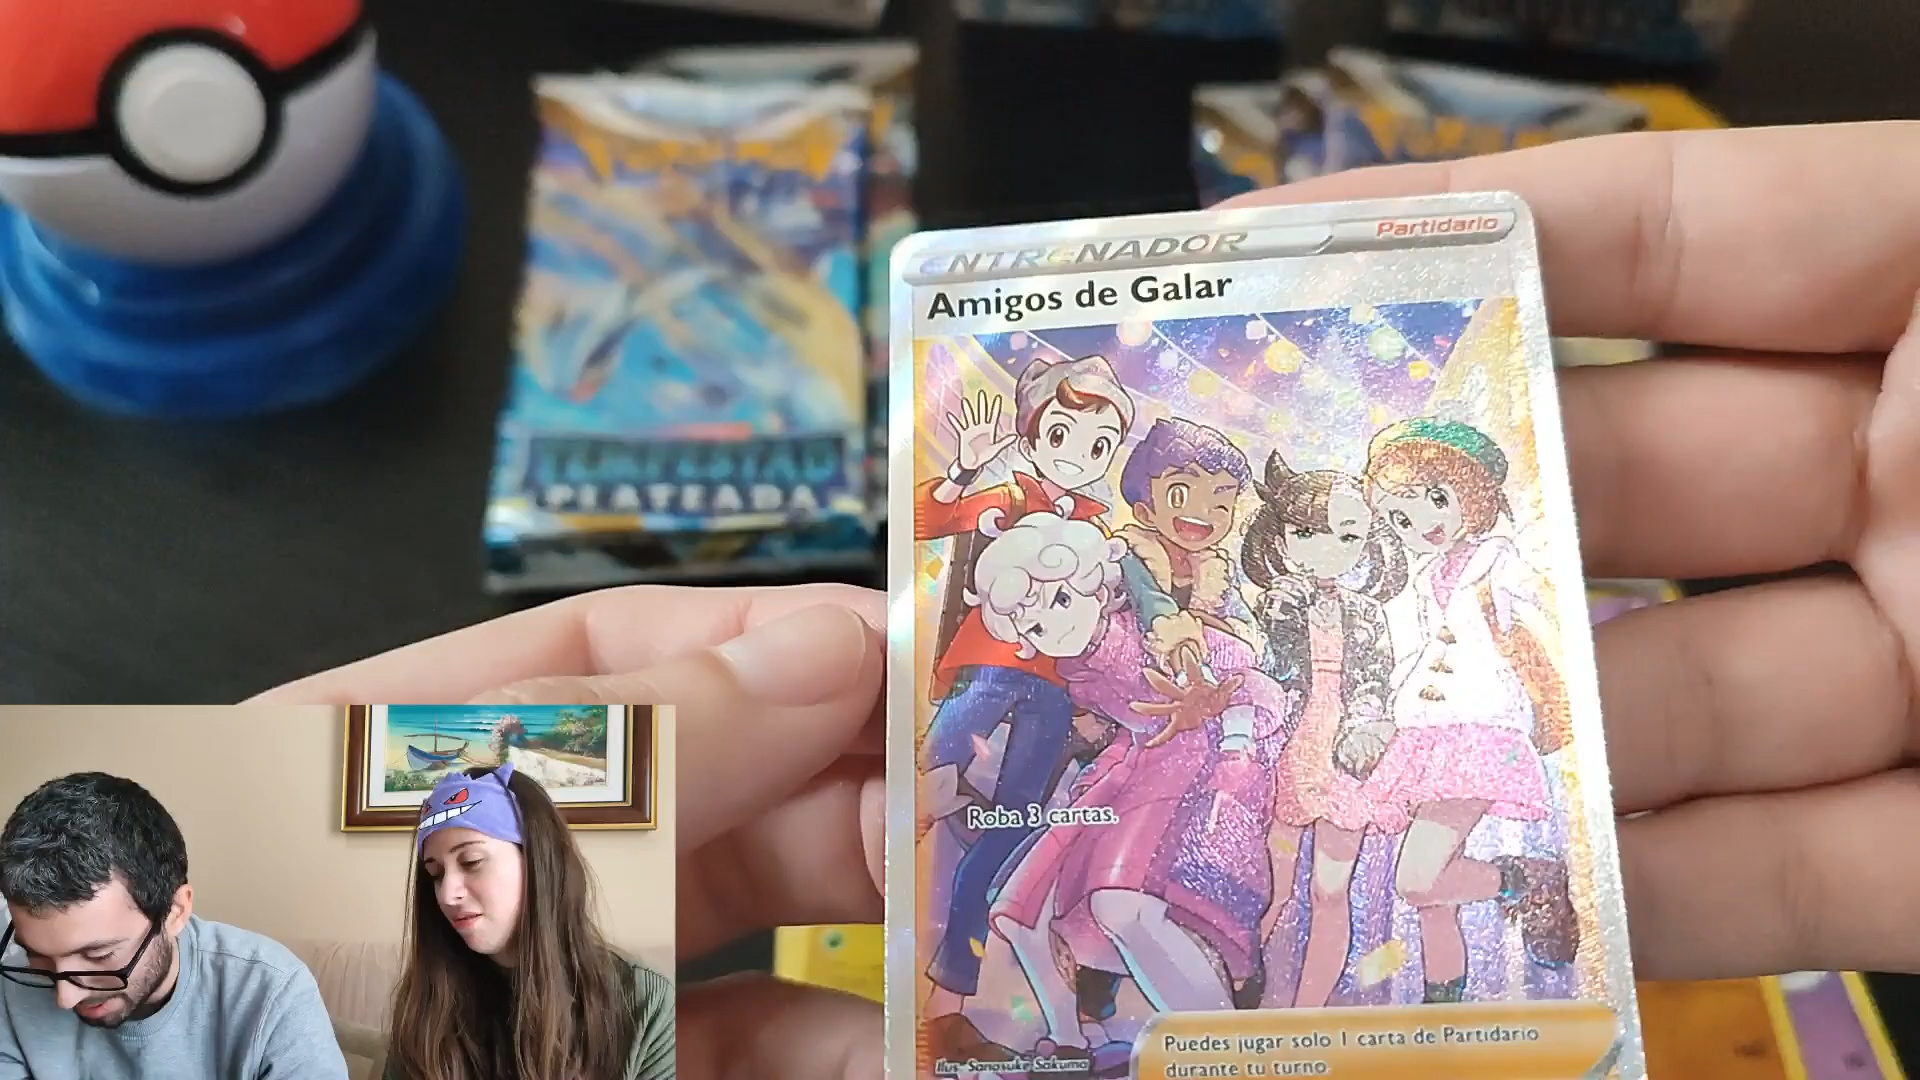 TEMPESTAD
PLATEADA
ENTRENADOR
Partidario
Amigos de Galar
Roba 3 cartas.
Puedes jugar solo 1 carta de Partidario
durante tu turno.
Ilus. Sanosuke Sakuma